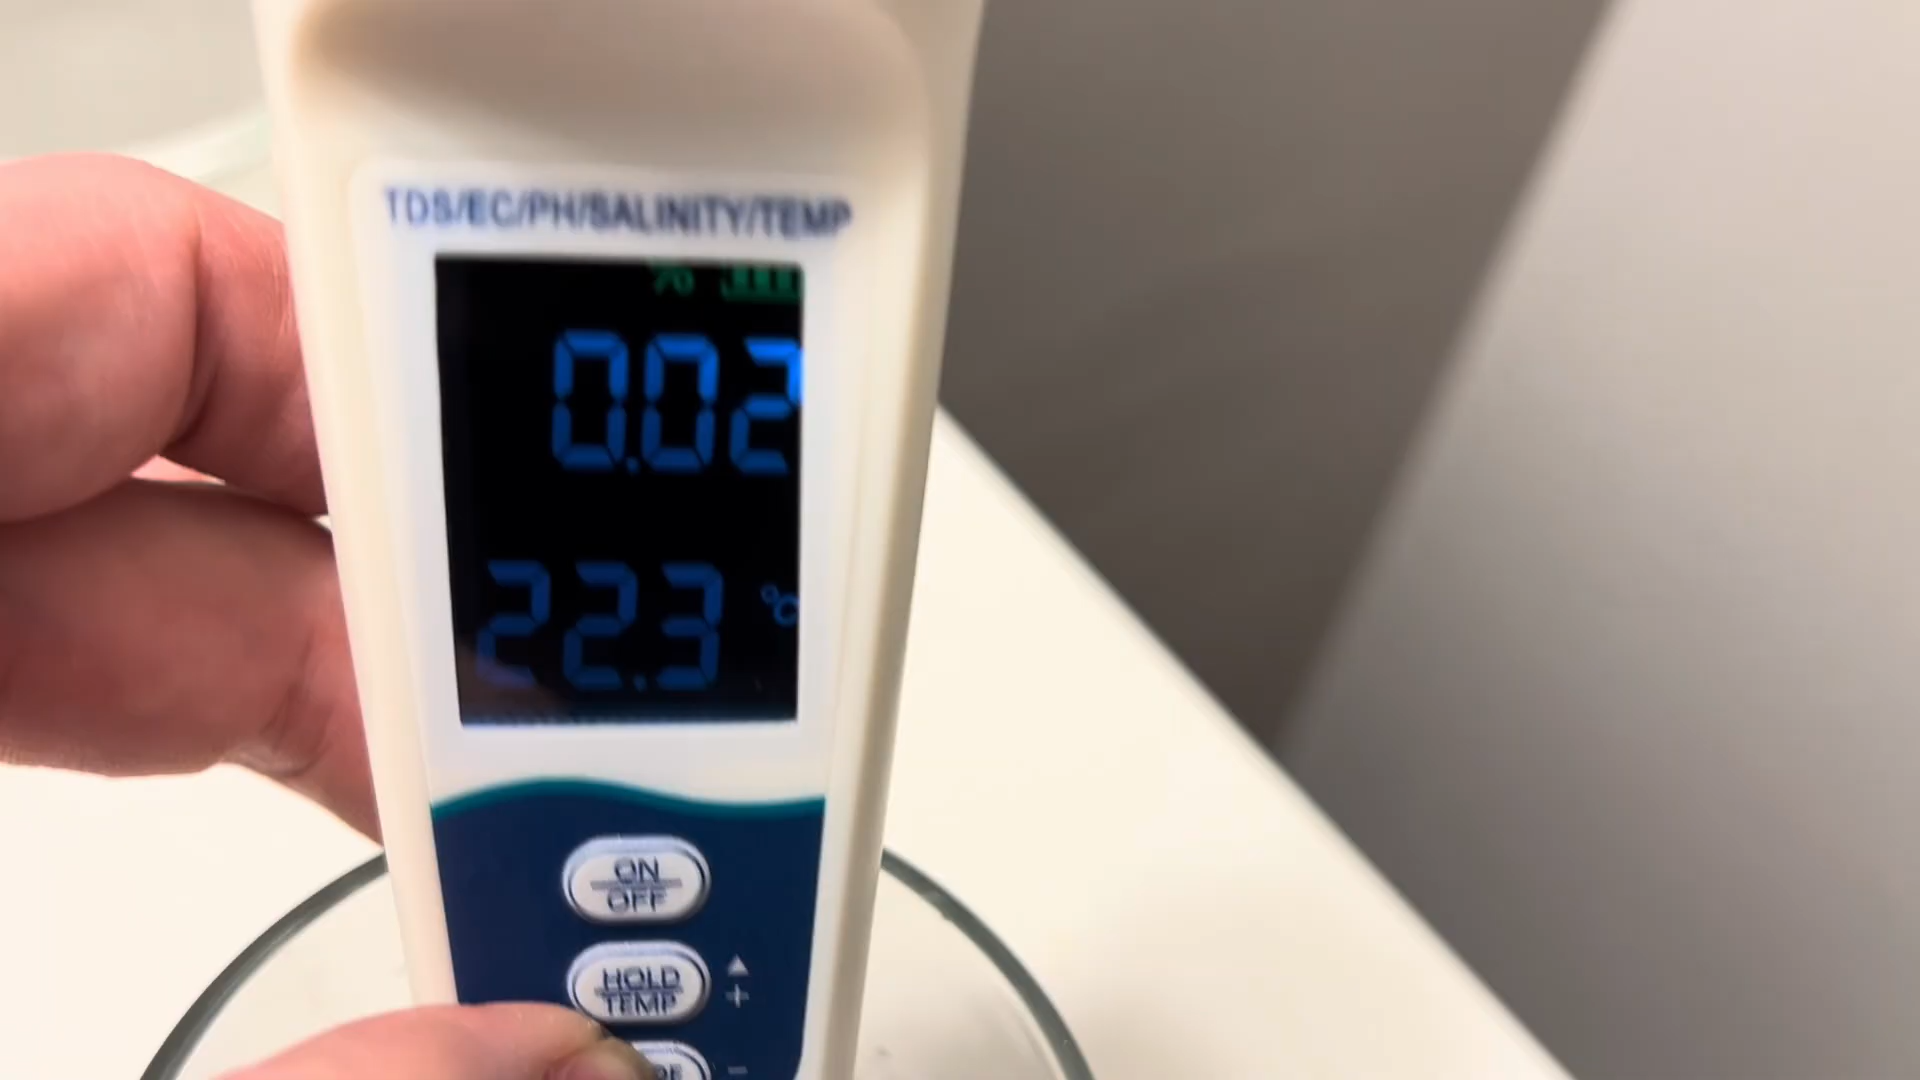 TDS/EC/PH/SALINITY/TEMP
%
0.02
22.3 °C
ON
OFF
HOLD
TEMP
▲
+
−